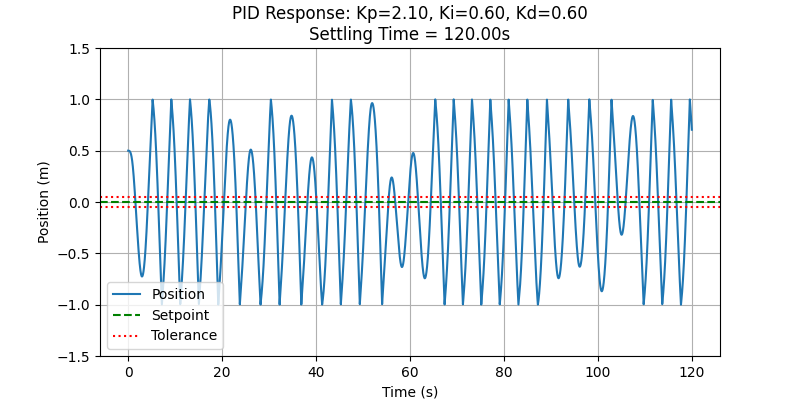 PID Response: Kp=2.10, Ki=0.60, Kd=0.60
Settling Time = 120.00s
1.5
1.0
0.5
0.0
−0.5
−1.0
−1.5
Position (m)
Position
Setpoint
Tolerance
0 20 40 60 80 100 120
Time (s)